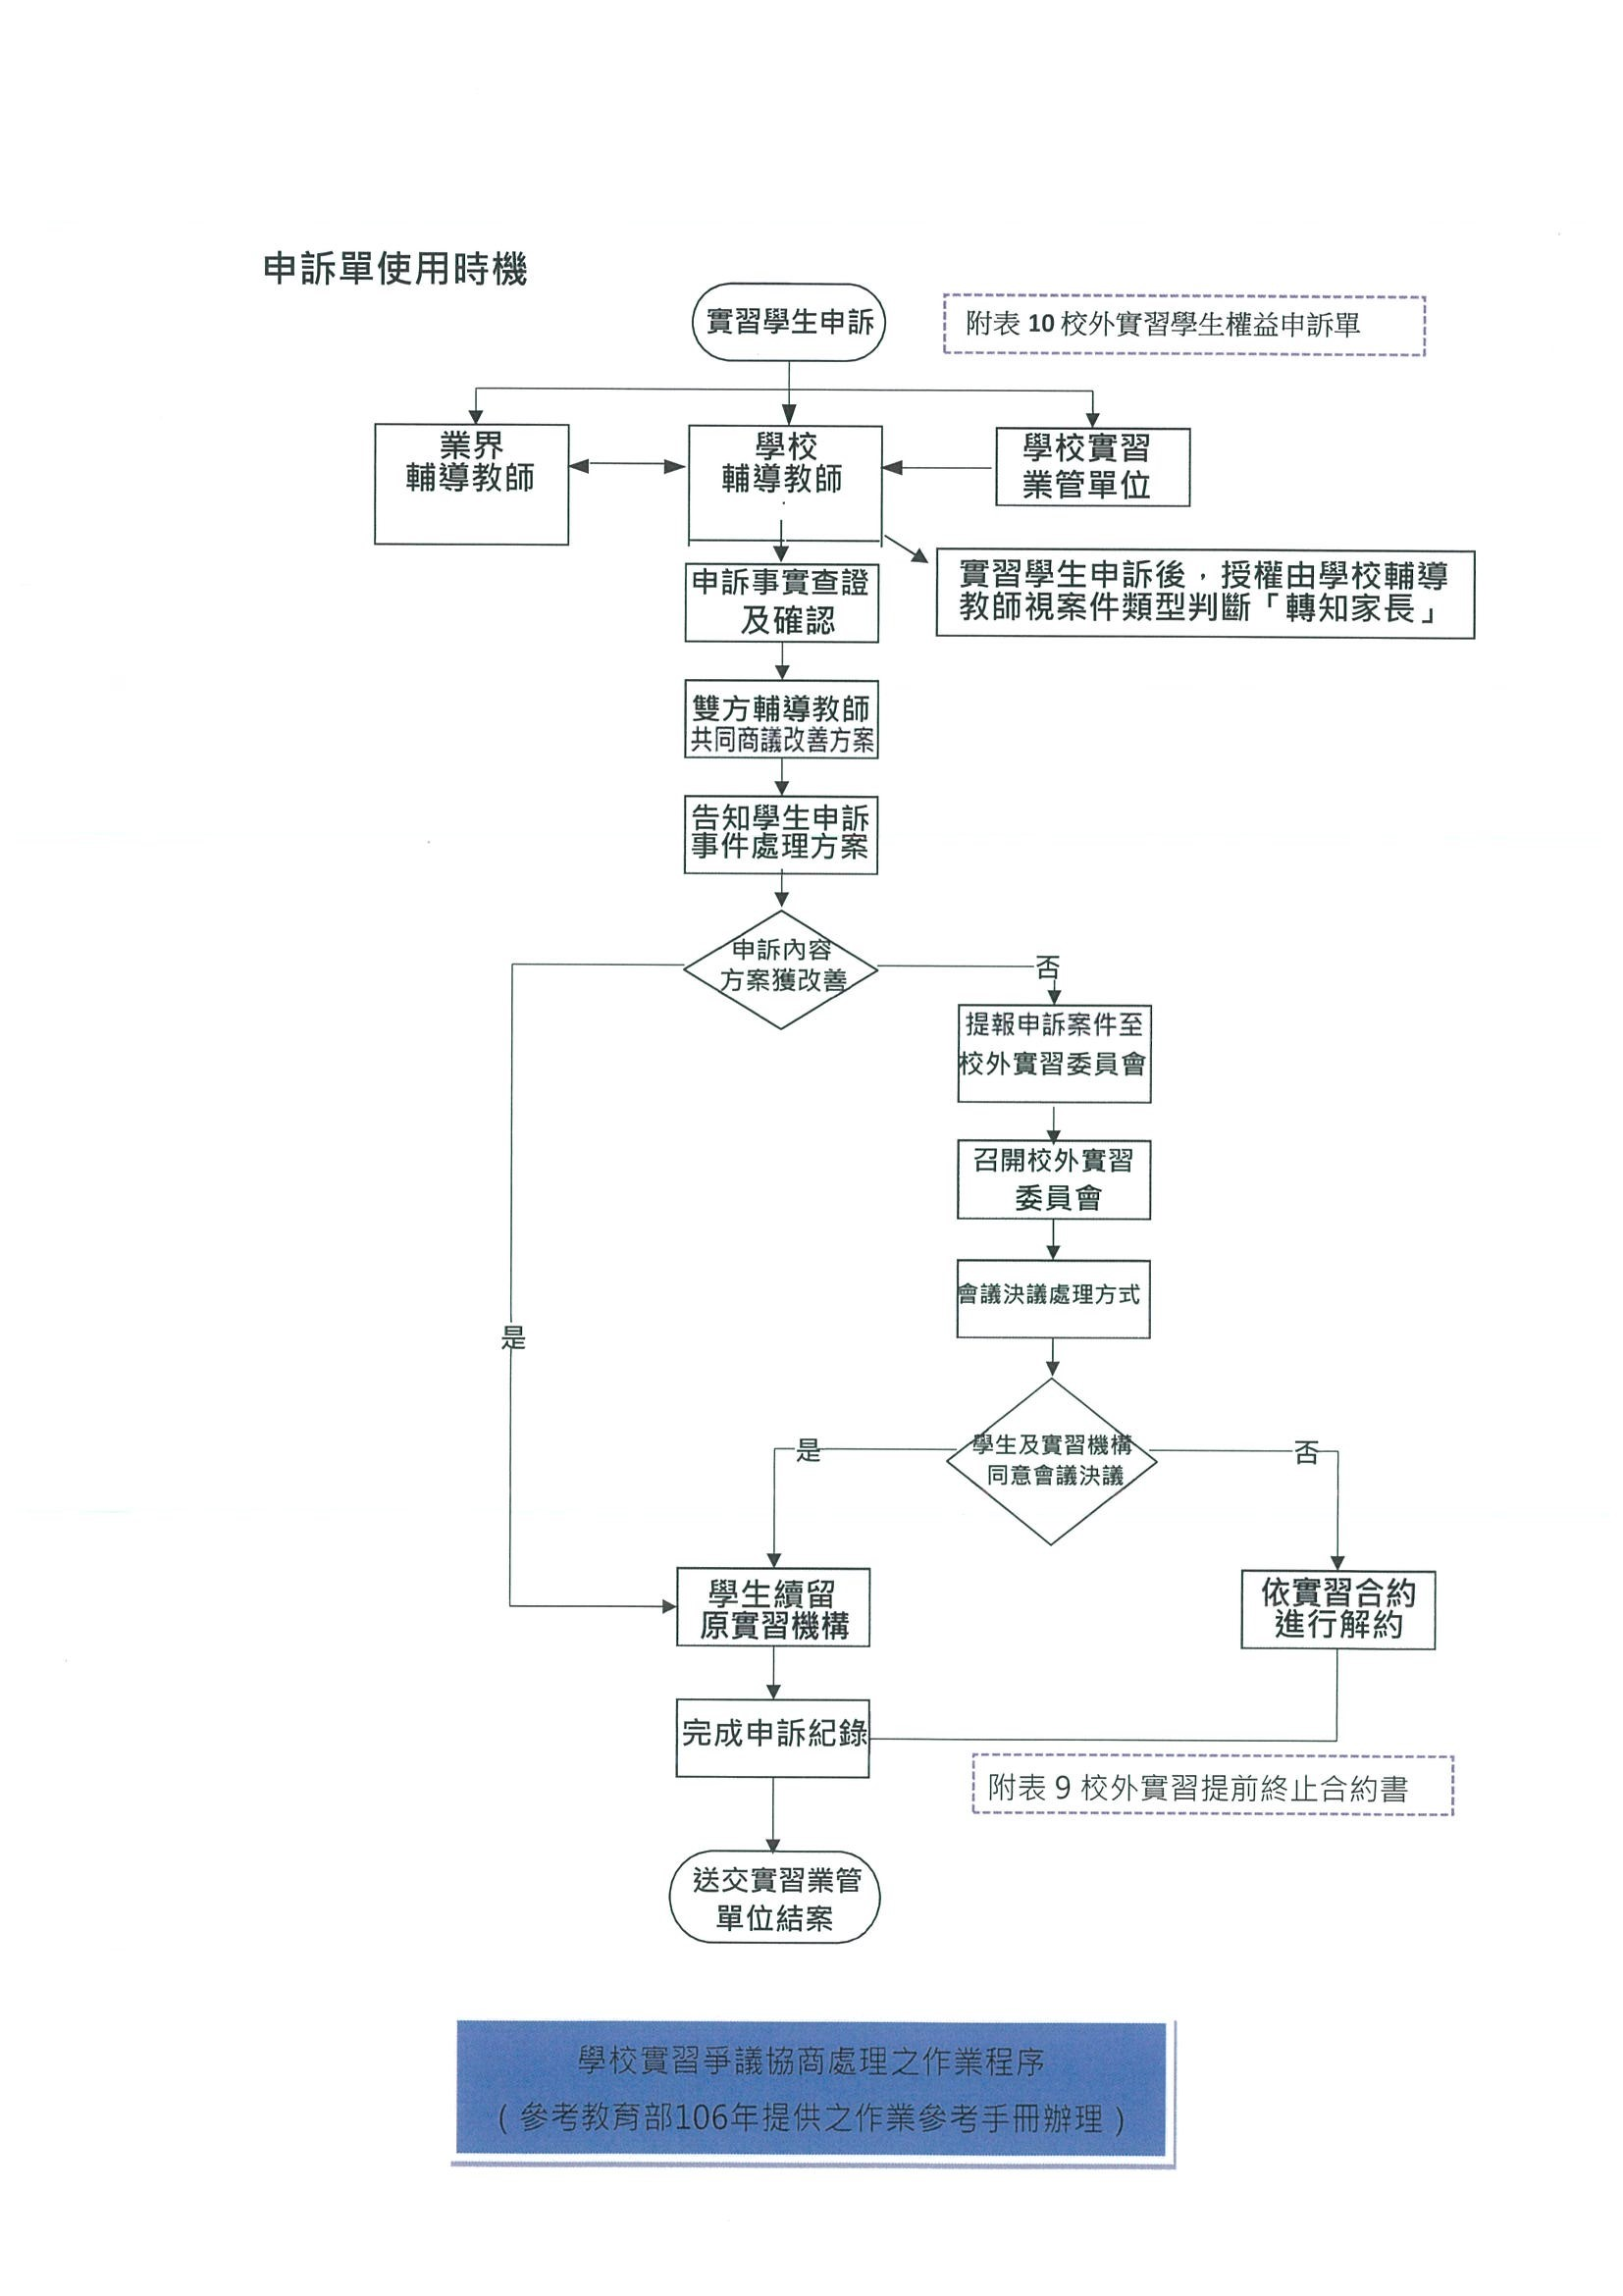 申訴單使用時機
實習學生申訴
附表 10 校外實習學生權益申訴單
業界
輔導教師
學校
輔導教師
學校實習
業管單位
實習學生申訴後，授權由學校輔導
教師視案件類型判斷「轉知家長」
申訴事實查證
及確認
雙方輔導教師
共同商議改善方案
告知學生申訴
事件處理方案
申訴內容
方案獲改善
否
提報申訴案件至
校外實習委員會
召開校外實習
委員會
會議決議處理方式
是
學生及實習機構
同意會議決議
是
否
學生續留
原實習機構
依實習合約
進行解約
完成申訴紀錄
附表 9 校外實習提前終止合約書
送交實習業管
單位結案
學校實習爭議協商處理之作業程序
（參考教育部106年提供之作業參考手冊辦理）